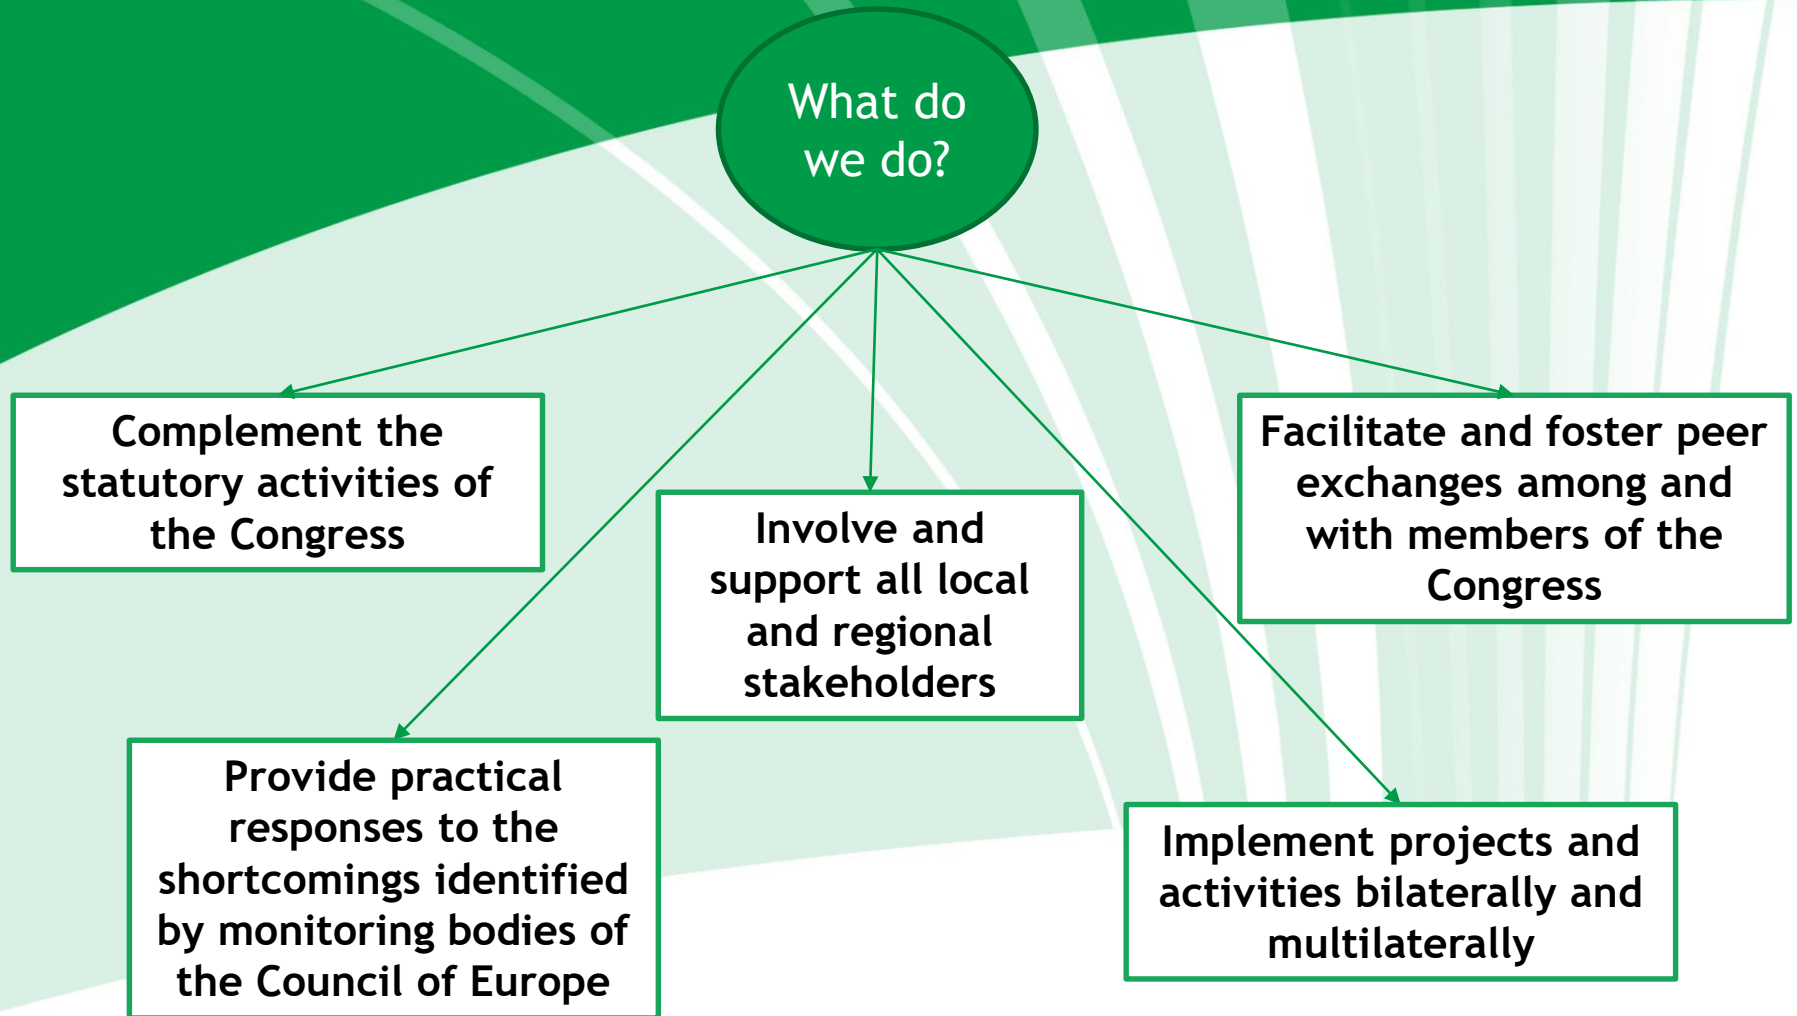 What do
we do?
Complement the
statutory activities of
the Congress
Involve and
support all local
and regional
stakeholders
Facilitate and foster peer
exchanges among and
with members of the
Congress
Provide practical
responses to the
shortcomings identified
by monitoring bodies of
the Council of Europe
Implement projects and
activities bilaterally and
multilaterally